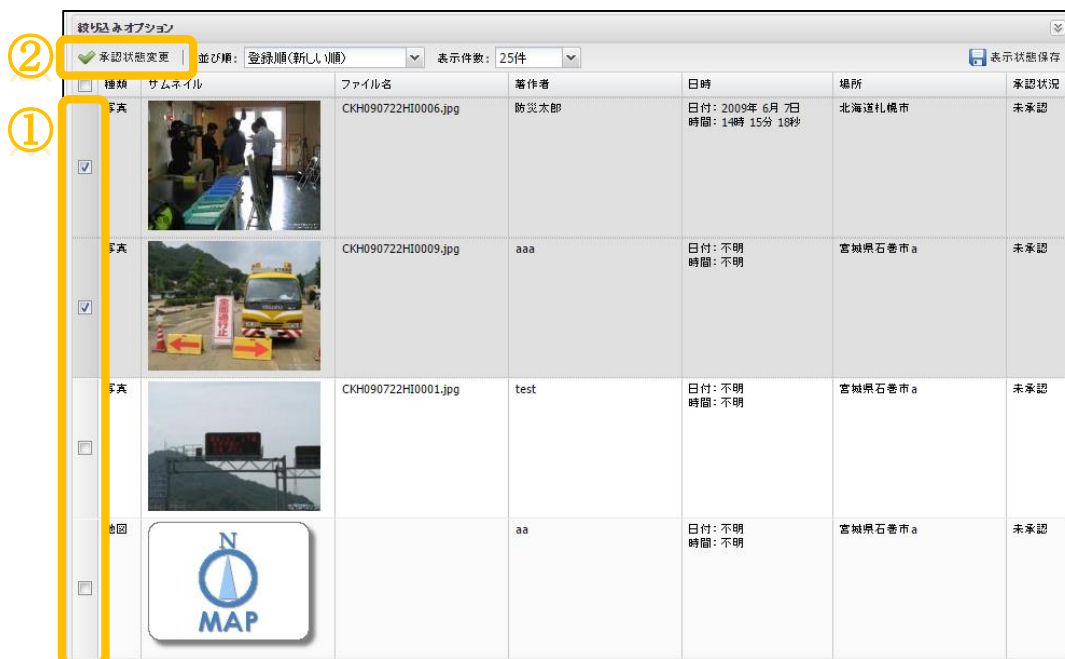 絞り込みオプション
② 承認状態変更 並び順: 登録順(新しい順) 表示件数: 25件 表示状態保存
種類 サムネイル ファイル名 著作者 日時 場所 承認状況
①
写真 CKH090722HI0006.jpg 防災太郎 日付: 2009年 6月 7日 北海道札幌市 未承認
時間: 14時 15分 18秒
写真 CKH090722HI0009.jpg aaa 日付: 不明 宮城県石巻市a 未承認
時間: 不明
全面通行止
写真 CKH090722HI0001.jpg test 日付: 不明 宮城県石巻市a 未承認
時間: 不明
地図 aa 日付: 不明 宮城県石巻市a 未承認
時間: 不明
N
MAP